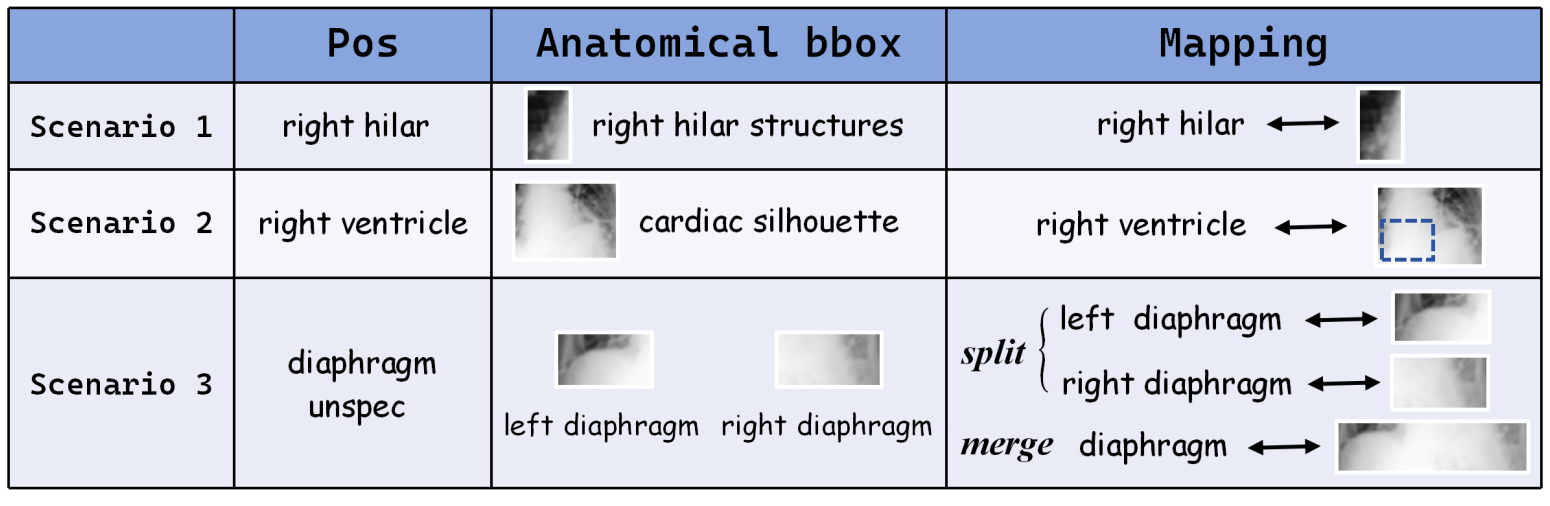 Pos Anatomical bbox Mapping
Scenario 1 right hilar right hilar structures right hilar
Scenario 2 right ventricle cardiac silhouette right ventricle
Scenario 3 diaphragm
unspec
left diaphragm right diaphragm
split left diaphragm
right diaphragm
merge diaphragm